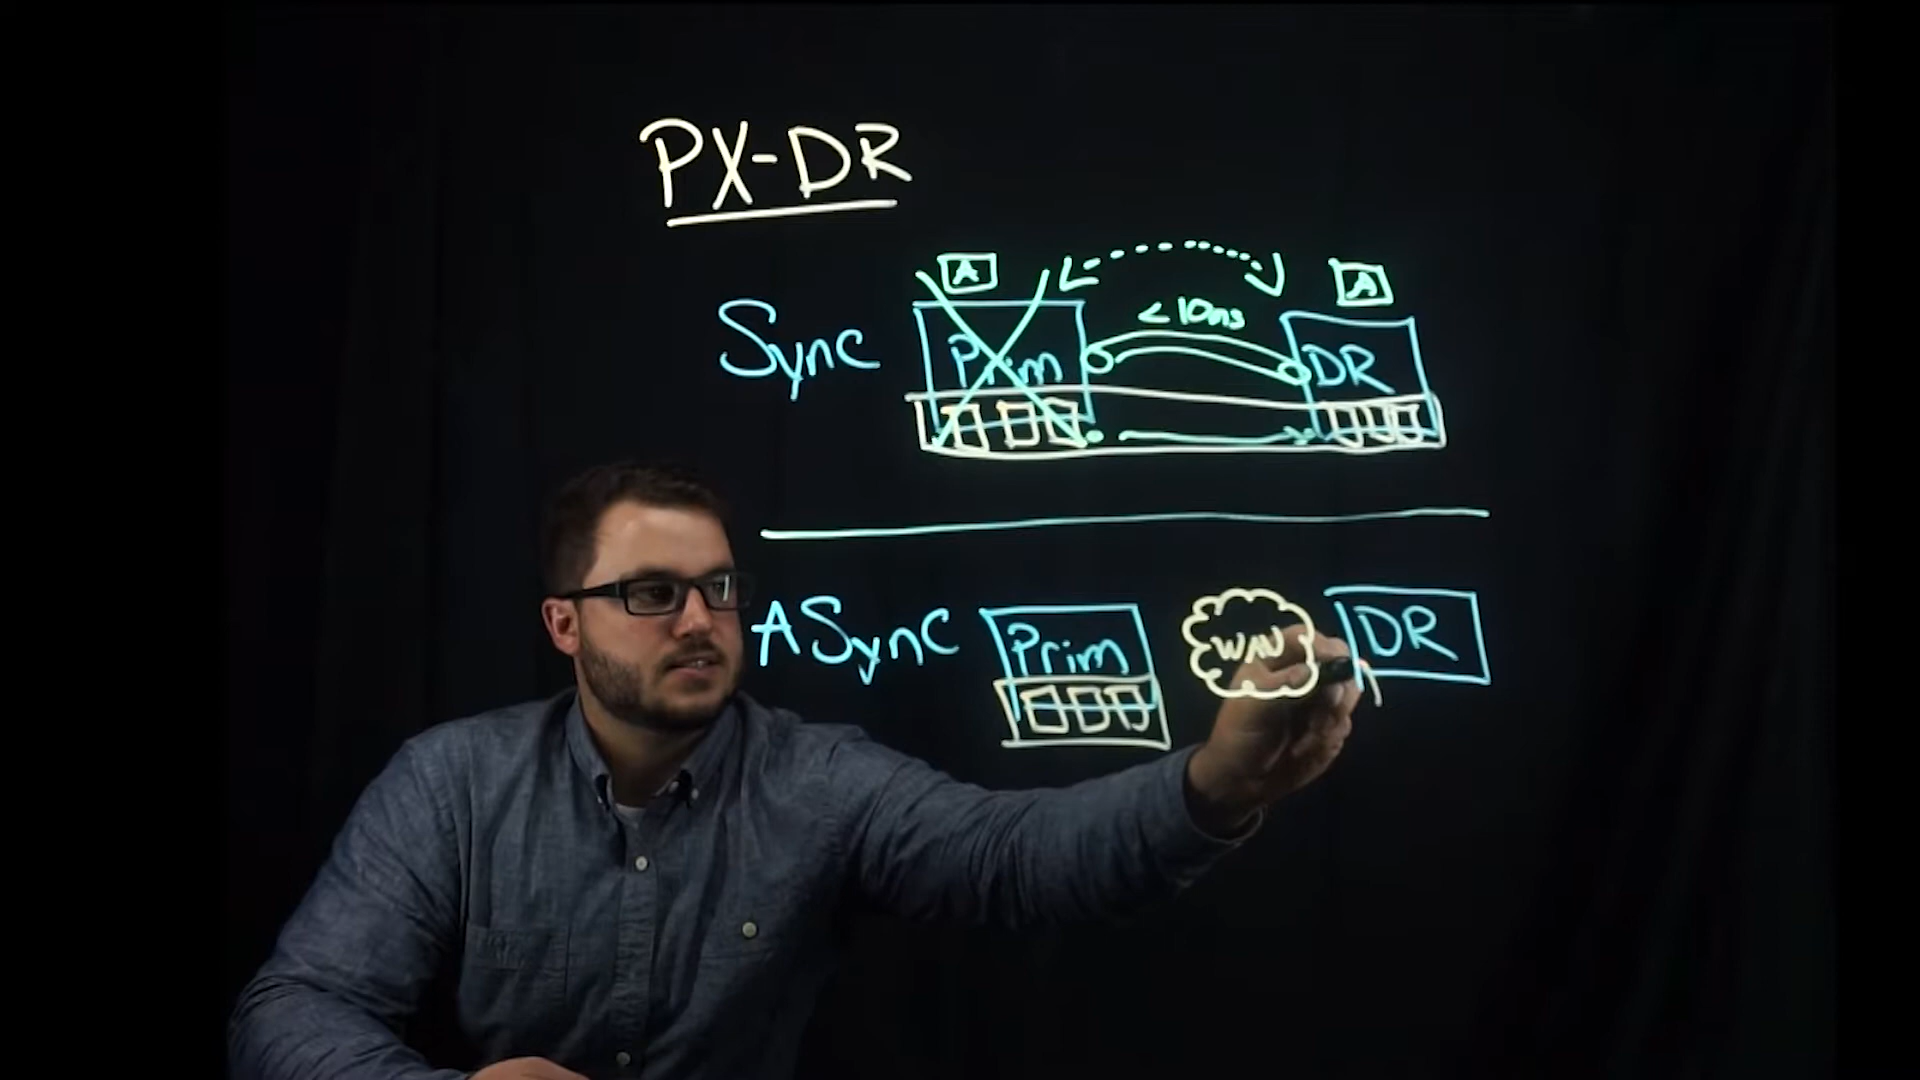 PX-DR
A
A
<10ms
Sync
Prim
DR
ASync
Prim
WAN
DR